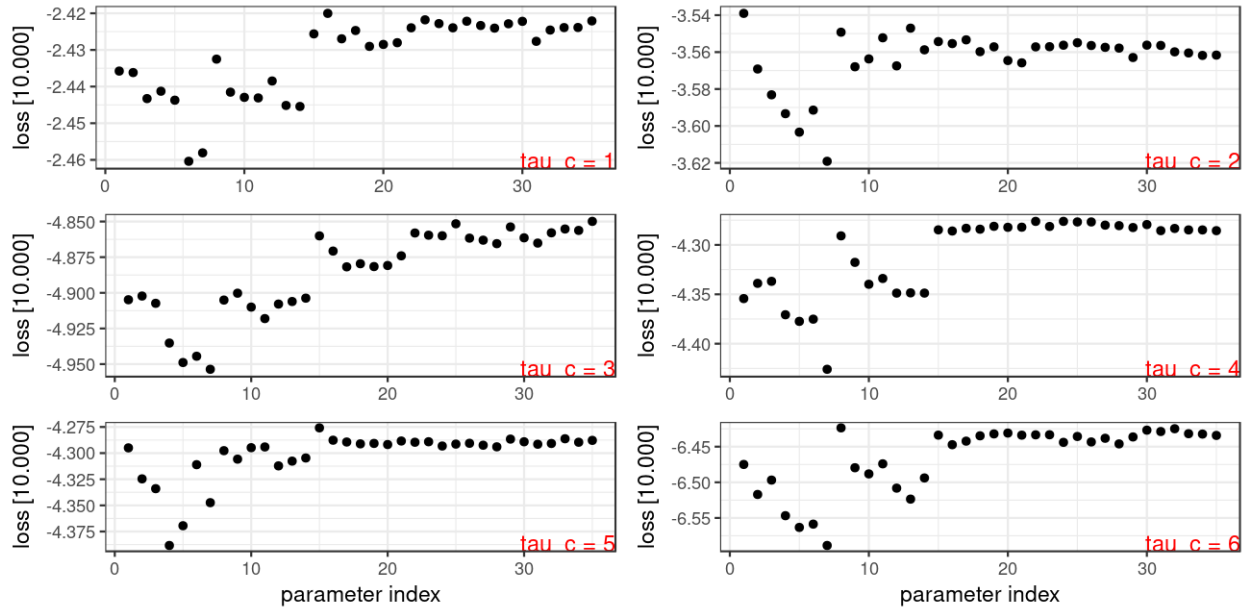 loss [10.000]
-2.42
-2.43
-2.44
-2.45
-2.46
tau_c = 1
0 10 20 30
loss [10.000]
-3.54
-3.56
-3.58
-3.60
-3.62
tau_c = 2
0 10 20 30
loss [10.000]
-4.850
-4.875
-4.900
-4.925
-4.950
tau_c = 3
0 10 20 30
loss [10.000]
-4.30
-4.35
-4.40
tau_c = 4
0 10 20 30
loss [10.000]
-4.275
-4.300
-4.325
-4.350
-4.375
tau_c = 5
0 10 20 30
parameter index
loss [10.000]
-6.45
-6.50
-6.55
tau_c = 6
0 10 20 30
parameter index